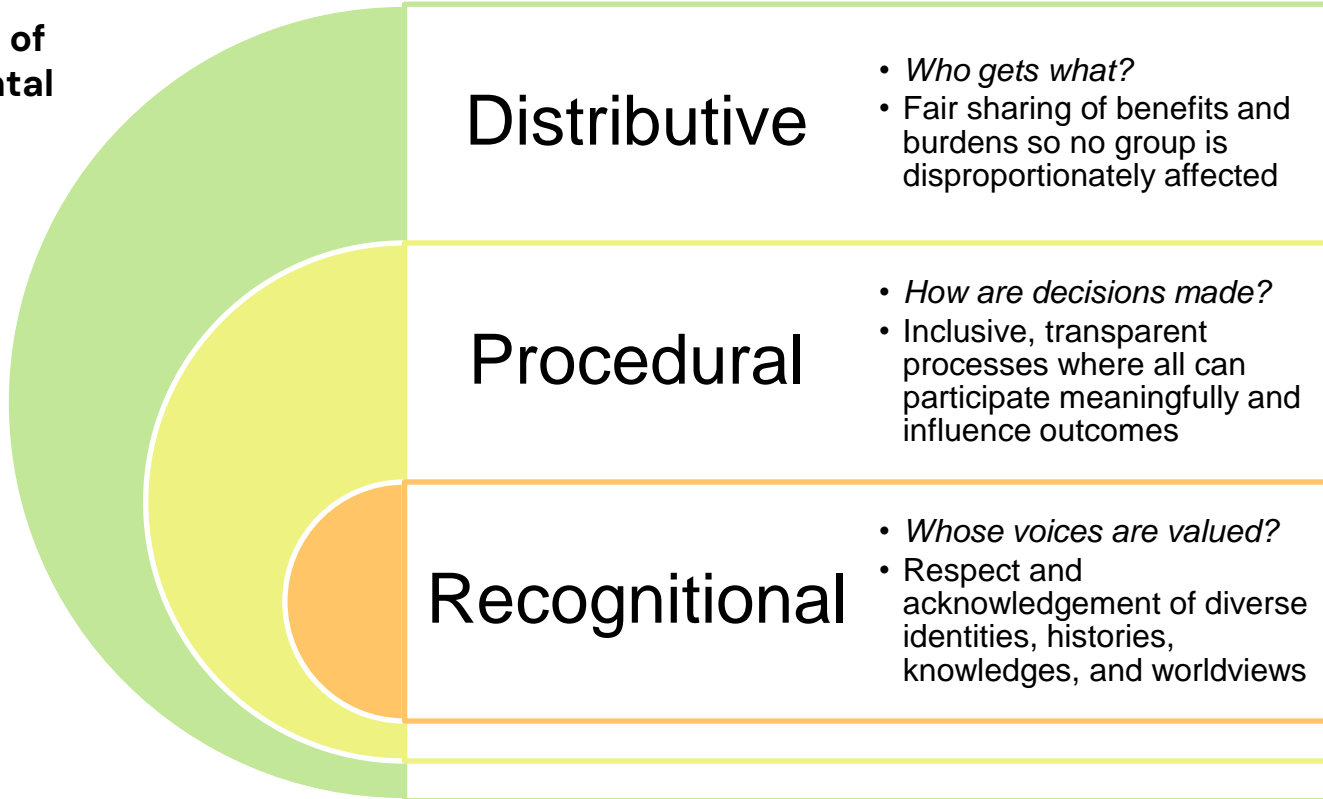 of
ntal
Distributive
• Who gets what?
• Fair sharing of benefits and
burdens so no group is
disproportionately affected
Procedural
• How are decisions made?
• Inclusive, transparent
processes where all can
participate meaningfully and
influence outcomes
Recognitional
• Whose voices are valued?
• Respect and
acknowledgement of diverse
identities, histories,
knowledges, and worldviews